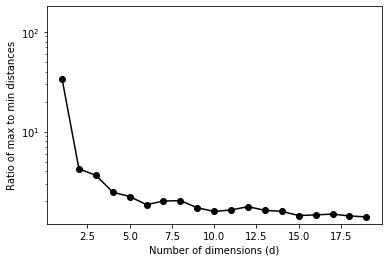 10²
10¹
Ratio of max to min distances
2.5 5.0 7.5 10.0 12.5 15.0 17.5
Number of dimensions (d)